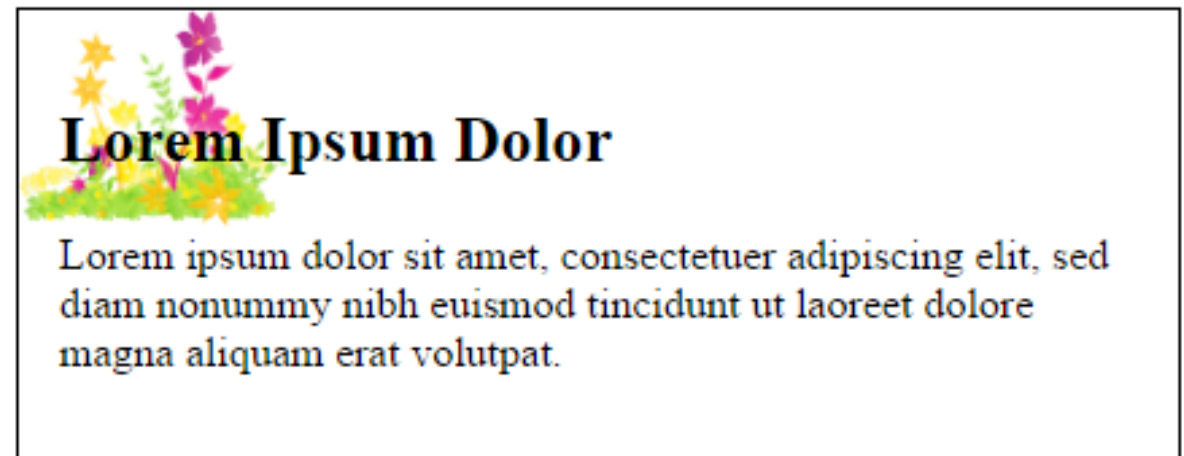 Lorem Ipsum Dolor
Lorem ipsum dolor sit amet, consectetuer adipiscing elit, sed
diam nonummy nibh euismod tincidunt ut laoreet dolore
magna aliquam erat volutpat.